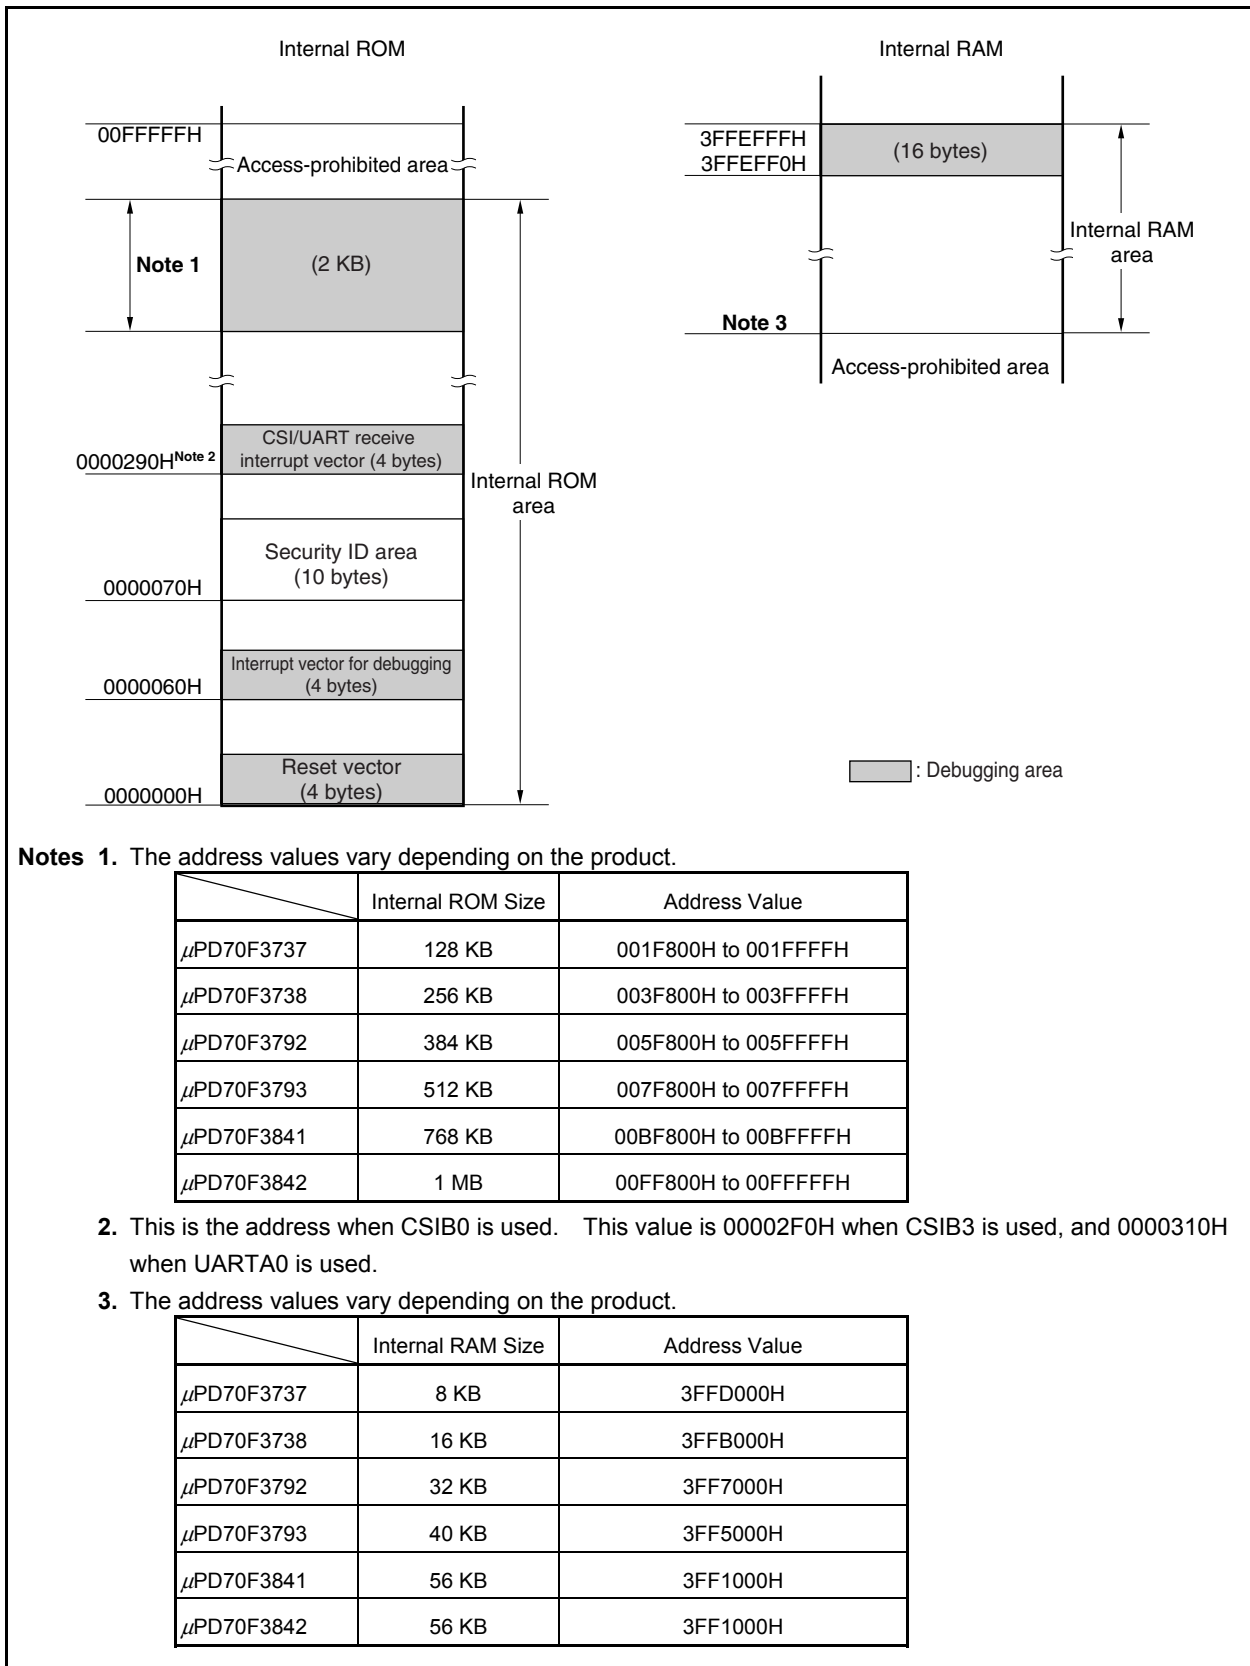 Internal ROM
Internal RAM
00FFFFFH
Access-prohibited area
Note 1
(2 KB)
0000290H Note 2
CSI/UART receive
interrupt vector (4 bytes)
Internal ROM
area
Security ID area
(10 bytes)
0000070H
Interrupt vector for debugging
(4 bytes)
0000060H
Reset vector
(4 bytes)
0000000H
3FFEFFFH
3FFEFF0H
(16 bytes)
Internal RAM
area
Note 3
Access-prohibited area
: Debugging area
Notes 1. The address values vary depending on the product.
Internal ROM Size Address Value
μPD70F3737 128 KB 001F800H to 001FFFFH
μPD70F3738 256 KB 003F800H to 003FFFFH
μPD70F3792 384 KB 005F800H to 005FFFFH
μPD70F3793 512 KB 007F800H to 007FFFFH
μPD70F3841 768 KB 00BF800H to 00BFFFFH
μPD70F3842 1 MB 00FF800H to 00FFFFFH
2. This is the address when CSIB0 is used. This value is 00002F0H when CSIB3 is used, and 0000310H
when UARTA0 is used.
3. The address values vary depending on the product.
Internal RAM Size Address Value
μPD70F3737 8 KB 3FFD000H
μPD70F3738 16 KB 3FFB000H
μPD70F3792 32 KB 3FF7000H
μPD70F3793 40 KB 3FF5000H
μPD70F3841 56 KB 3FF1000H
μPD70F3842 56 KB 3FF1000H